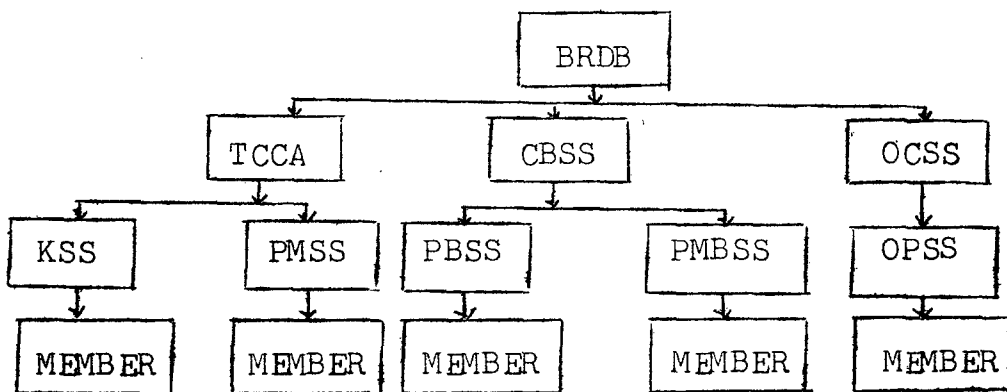 BRDB
TCCA CBSS OCSS
KSS PMSS PBSS PMBSS OPSS
MEMBER MEMBER MEMBER MEMBER MEMBER